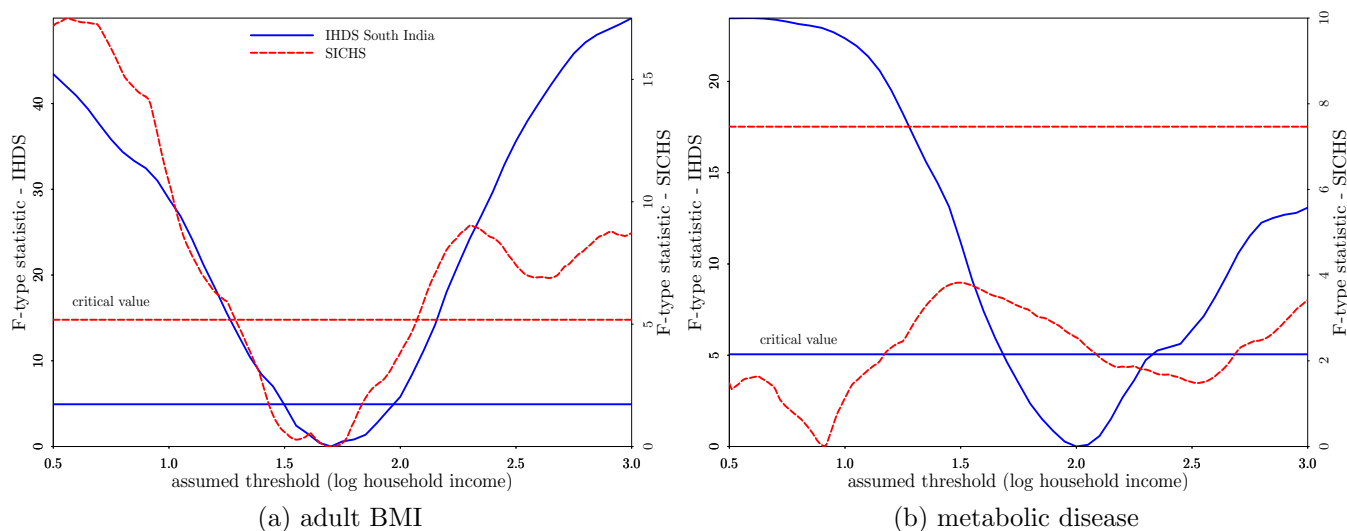 F-type statistic - IHDS
0
10
20
30
40
IHDS South India
SICHS
critical value
0
5
10
15
F-type statistic - SICHS
0.5
1.0
1.5
2.0
2.5
3.0
assumed threshold (log household income)
(a) adult BMI
F-type statistic - IHDS
0
5
10
15
20
critical value
0
2
4
6
8
10
F-type statistic - SICHS
0.5
1.0
1.5
2.0
2.5
3.0
assumed threshold (log household income)
(b) metabolic disease